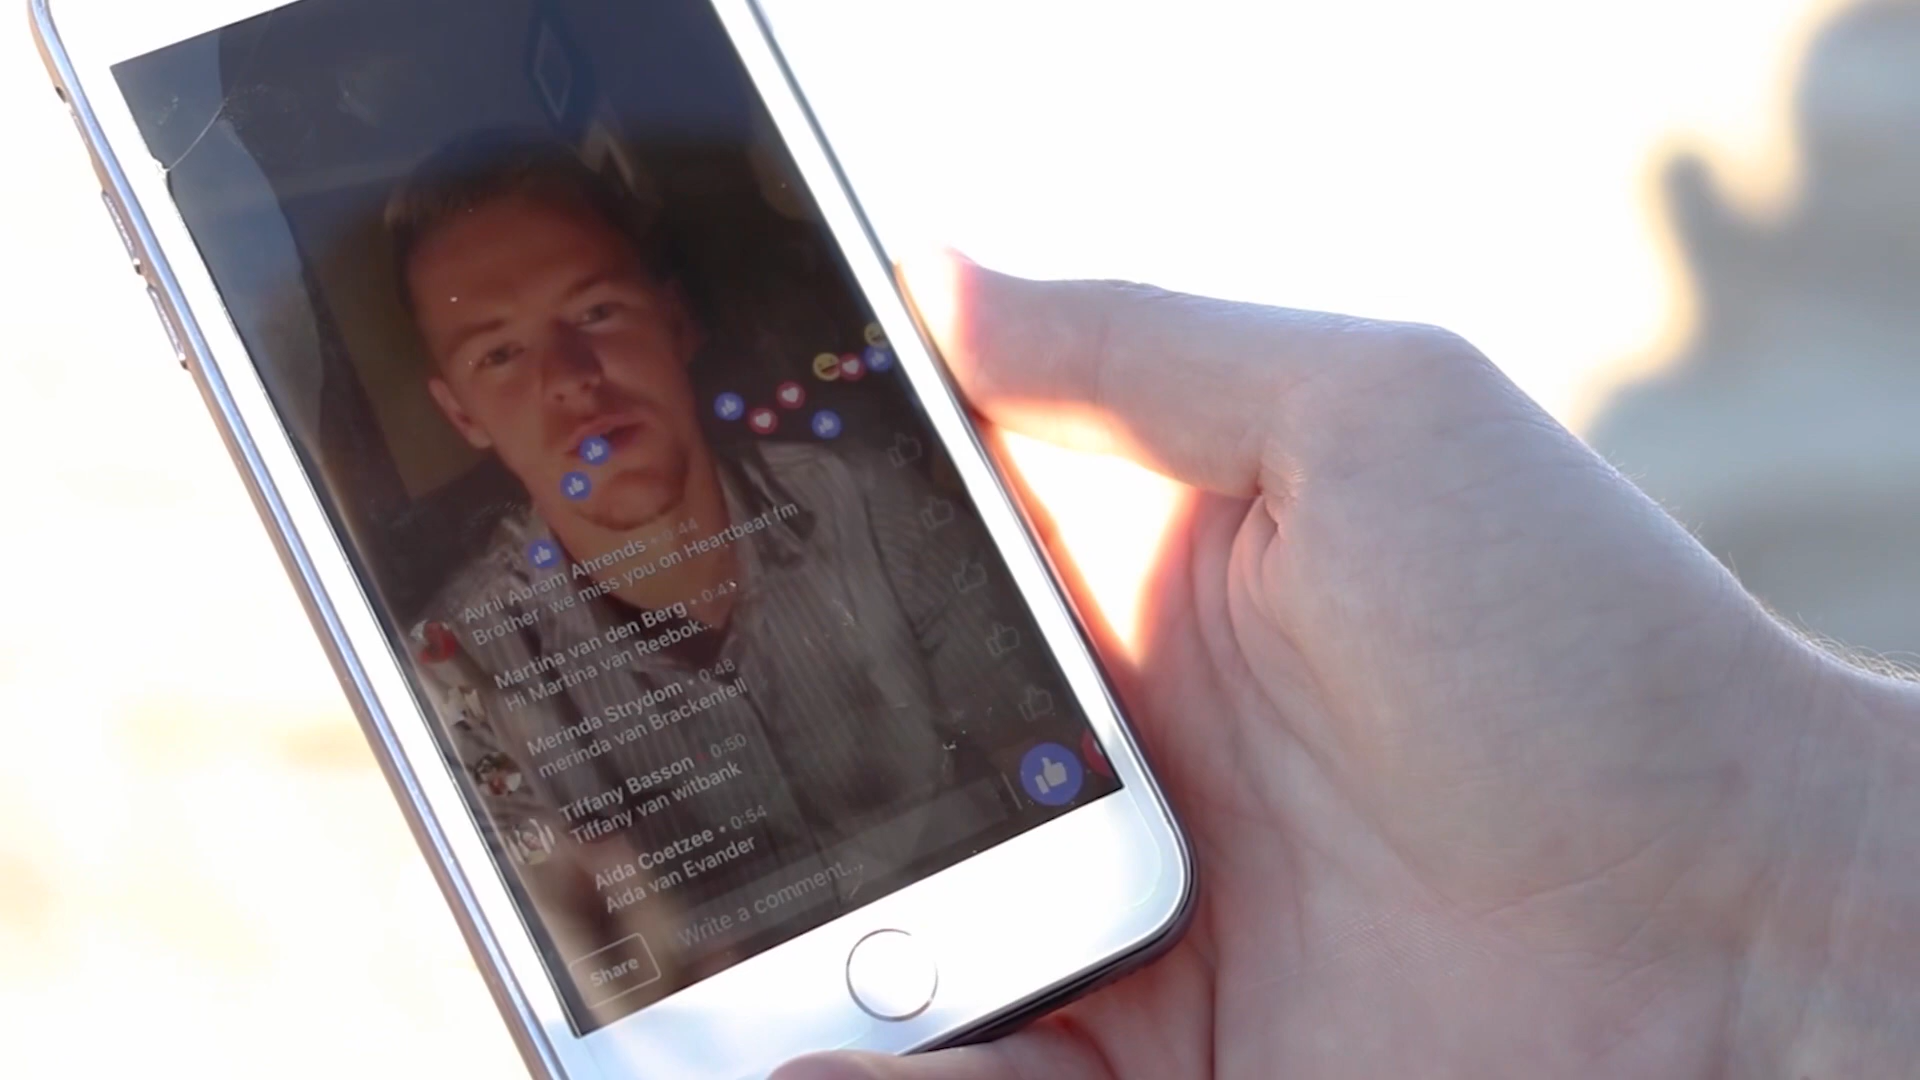 Avril Abram Ahrends • 0:44
Brother we miss you on Heartbeat fm
Martina van den Berg • 0:47
Hi Martina van Reebok..
Merinda Strydom • 0:48
merinda van Brackenfell
Tiffany Basson • 0:50
Tiffany van witbank
Aida Coetzee • 0:54
Aida van Evander
Write a comment...
Share